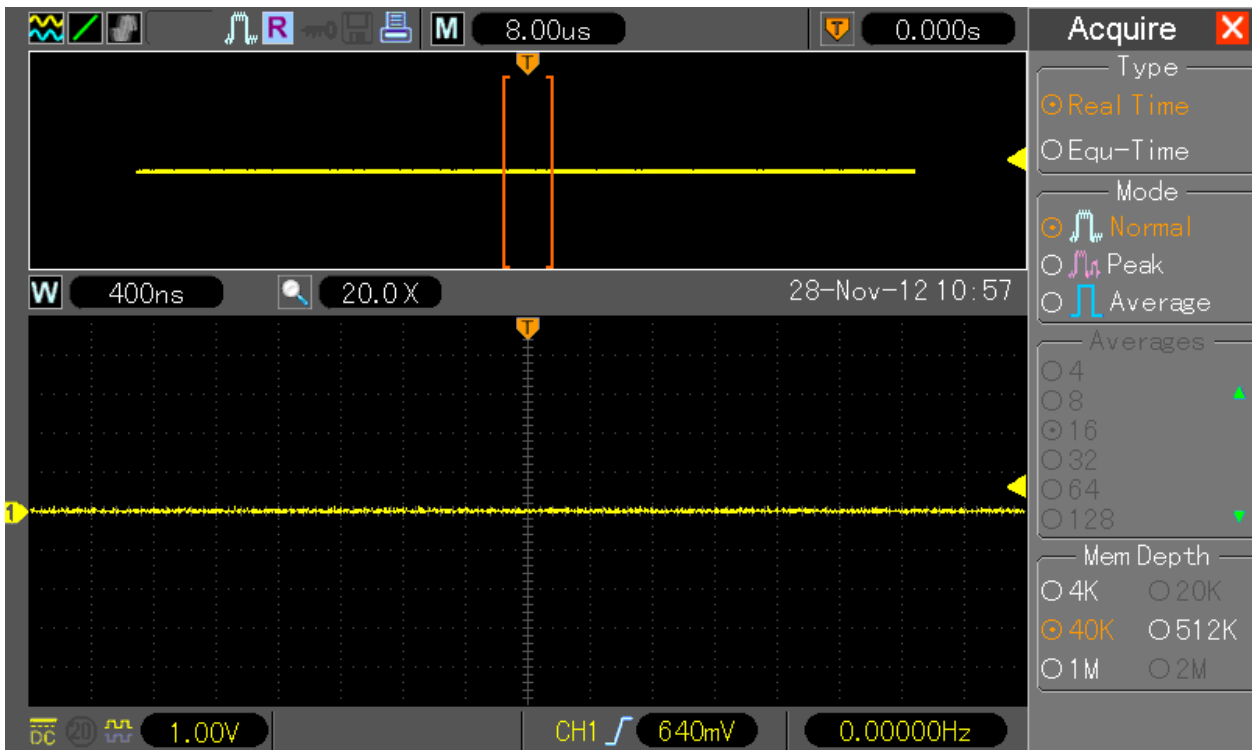 R M 8.00us T 0.000s
Acquire X
T
Type
Real Time
Equ-Time
Mode
Normal
Peak
Average
W 400ns 20.0X 28-Nov-12 10:57
T
Averages
4
8
16
32
64
128
1
Mem Depth
4K 20K
40K 512K
1M 2M
DC 20 1.00V CH1 640mV 0.00000Hz